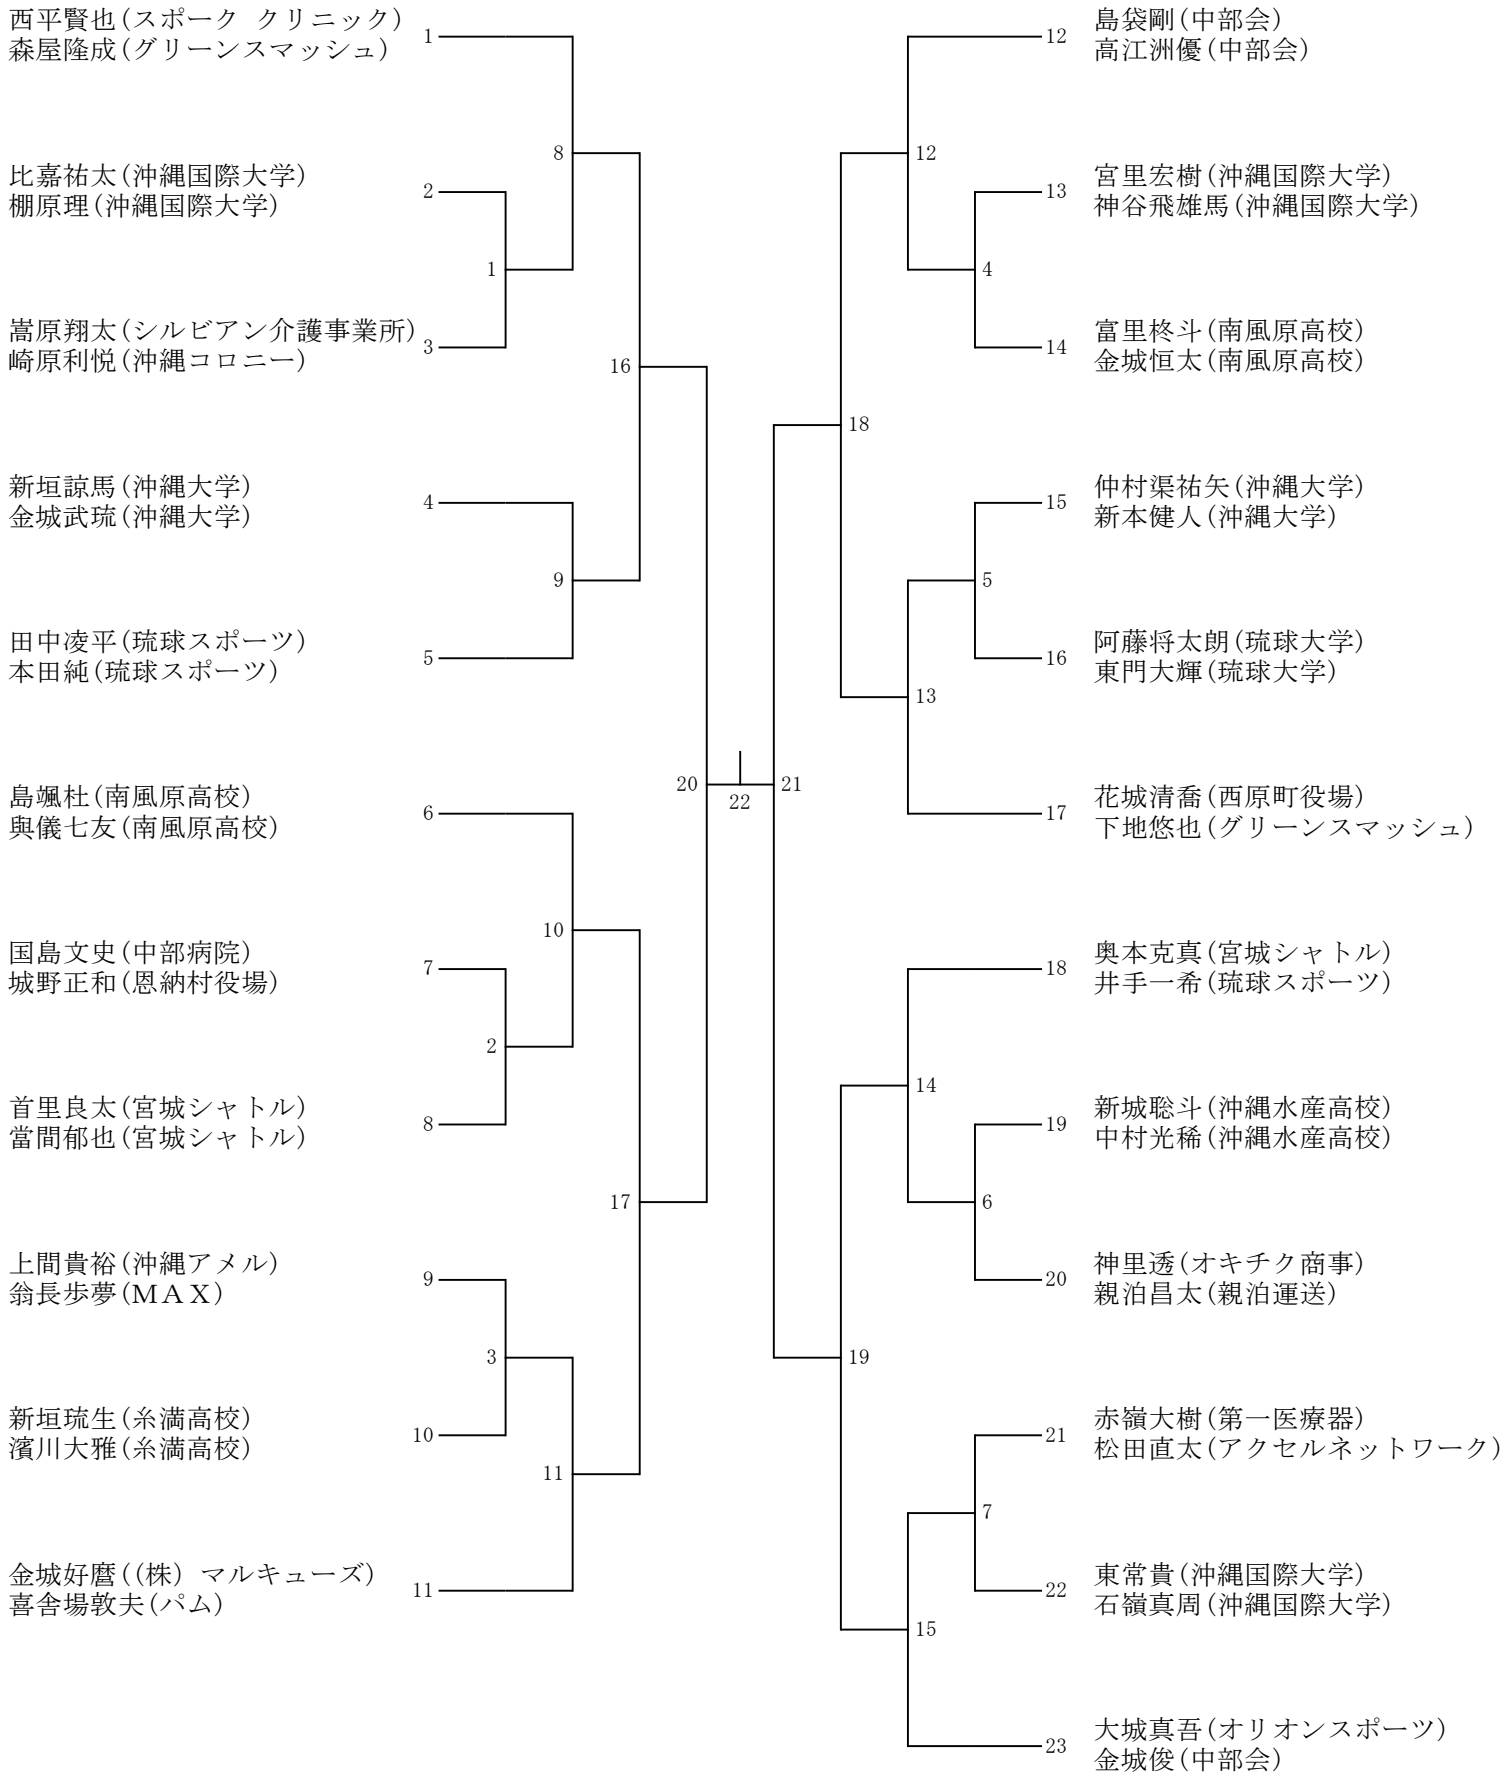 西平賢也(スポーク クリニック)
森屋隆成(グリーンスマッシュ)
1
比嘉祐太(沖縄国際大学)
棚原理(沖縄国際大学)
2
嵩原翔太(シルビアン介護事業所)
崎原利悦(沖縄コロニー)
3
新垣諒馬(沖縄大学)
金城武琉(沖縄大学)
4
田中凌平(琉球スポーツ)
本田純(琉球スポーツ)
5
島颯杜(南風原高校)
與儀七友(南風原高校)
6
国島文史(中部病院)
城野正和(恩納村役場)
7
首里良太(宮城シャトル)
當間郁也(宮城シャトル)
8
上間貴裕(沖縄アメル)
翁長歩夢(MAX)
9
新垣琉生(糸満高校)
濱川大雅(糸満高校)
10
金城好麿((株) マルキューズ)
喜舎場敦夫(パム)
11
1
2
3
8
9
10
11
16
17
20
22
21
18
19
12
13
14
15
4
5
6
7
12
島袋剛(中部会)
高江洲優(中部会)
13
宮里宏樹(沖縄国際大学)
神谷飛雄馬(沖縄国際大学)
14
富里柊斗(南風原高校)
金城恒太(南風原高校)
15
仲村渠祐矢(沖縄大学)
新本健人(沖縄大学)
16
阿藤将太朗(琉球大学)
東門大輝(琉球大学)
17
花城清喬(西原町役場)
下地悠也(グリーンスマッシュ)
18
奥本克真(宮城シャトル)
井手一希(琉球スポーツ)
19
新城聡斗(沖縄水産高校)
中村光稀(沖縄水産高校)
20
神里透(オキチク商事)
親泊昌太(親泊運送)
21
赤嶺大樹(第一医療器)
松田直太(アクセルネットワーク)
22
東常貴(沖縄国際大学)
石嶺真周(沖縄国際大学)
23
大城真吾(オリオンスポーツ)
金城俊(中部会)